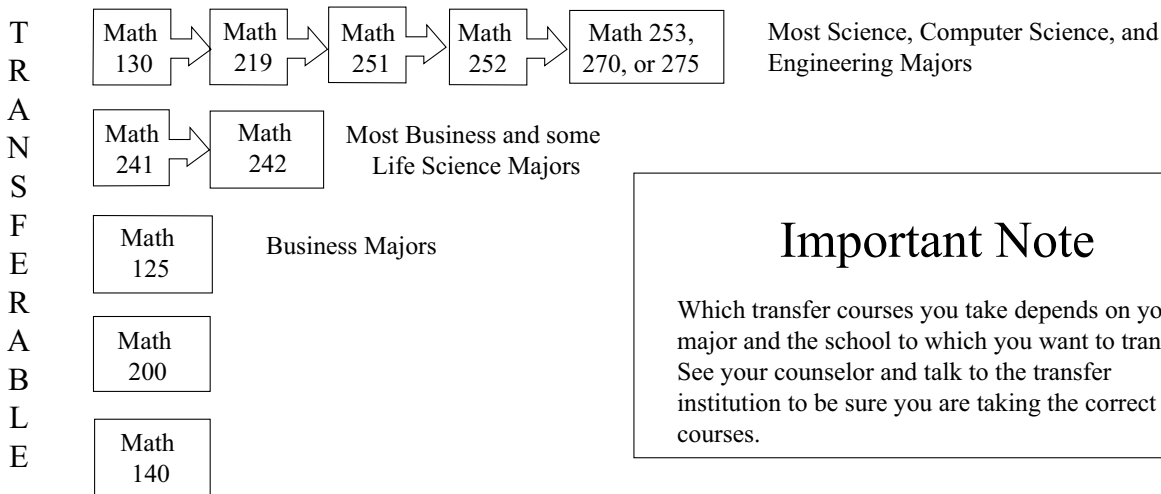 TRANSFERABLE
Math 130
Math 219
Math 251
Math 252
Math 253,
270, or 275
Most Science, Computer Science, and
Engineering Majors
Math 241
Math 242
Most Business and some
Life Science Majors
Math 125
Business Majors
Math 200
Math 140
Important Note
Which transfer courses you take depends on
major and the school to which you want to
See your counselor and talk to the transfer
institution to be sure you are taking the correct
courses.